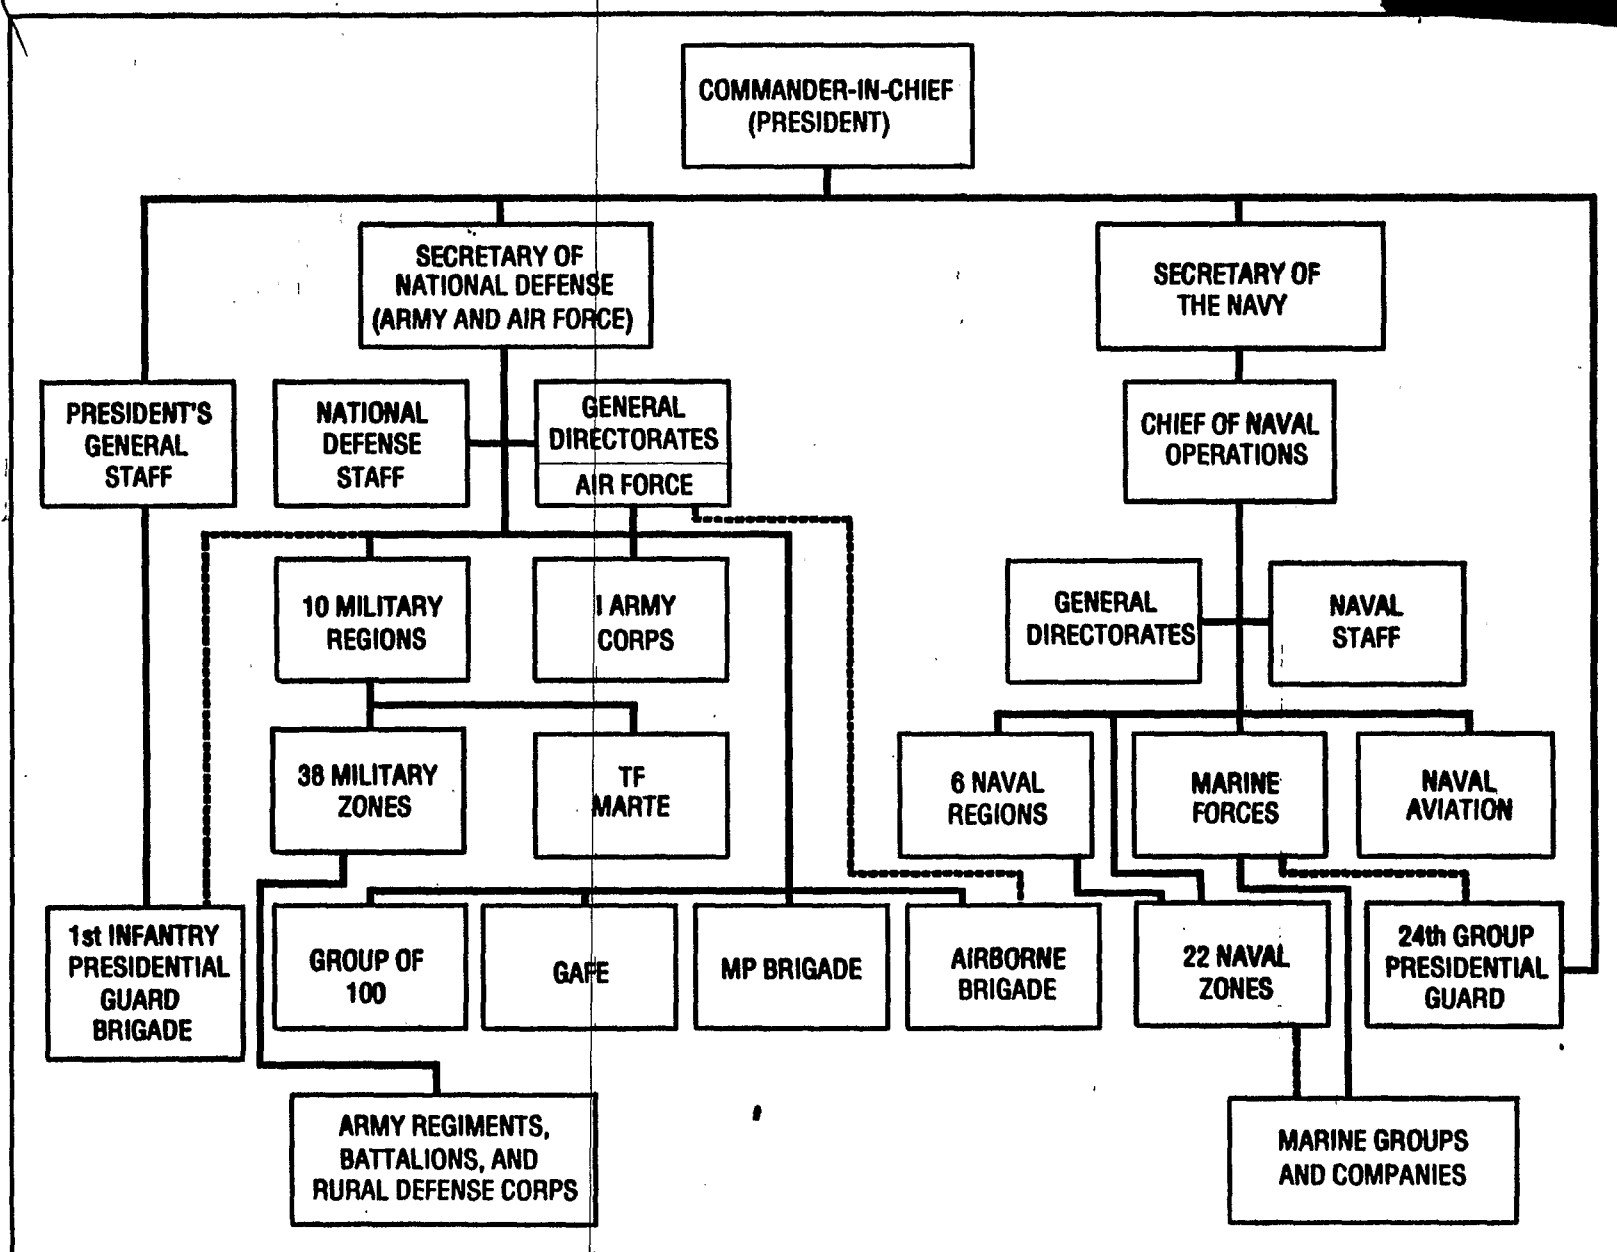 COMMANDER-IN-CHIEF
(PRESIDENT)
SECRETARY OF
NATIONAL DEFENSE
(ARMY AND AIR FORCE)
SECRETARY OF
THE NAVY
PRESIDENT'S
GENERAL
STAFF
NATIONAL
DEFENSE
STAFF
GENERAL
DIRECTORATES
AIR FORCE
CHIEF OF NAVAL
OPERATIONS
10 MILITARY
REGIONS
I ARMY
CORPS
GENERAL
DIRECTORATES
NAVAL
STAFF
38 MILITARY
ZONES
TF
MARTE
6 NAVAL
REGIONS
MARINE
FORCES
NAVAL
AVIATION
1st INFANTRY
PRESIDENTIAL
GUARD
BRIGADE
GROUP OF
100
GAFE
MP BRIGADE
AIRBORNE
BRIGADE
22 NAVAL
ZONES
24th GROUP
PRESIDENTIAL
GUARD
ARMY REGIMENTS,
BATTALIONS, AND
RURAL DEFENSE CORPS
MARINE GROUPS
AND COMPANIES